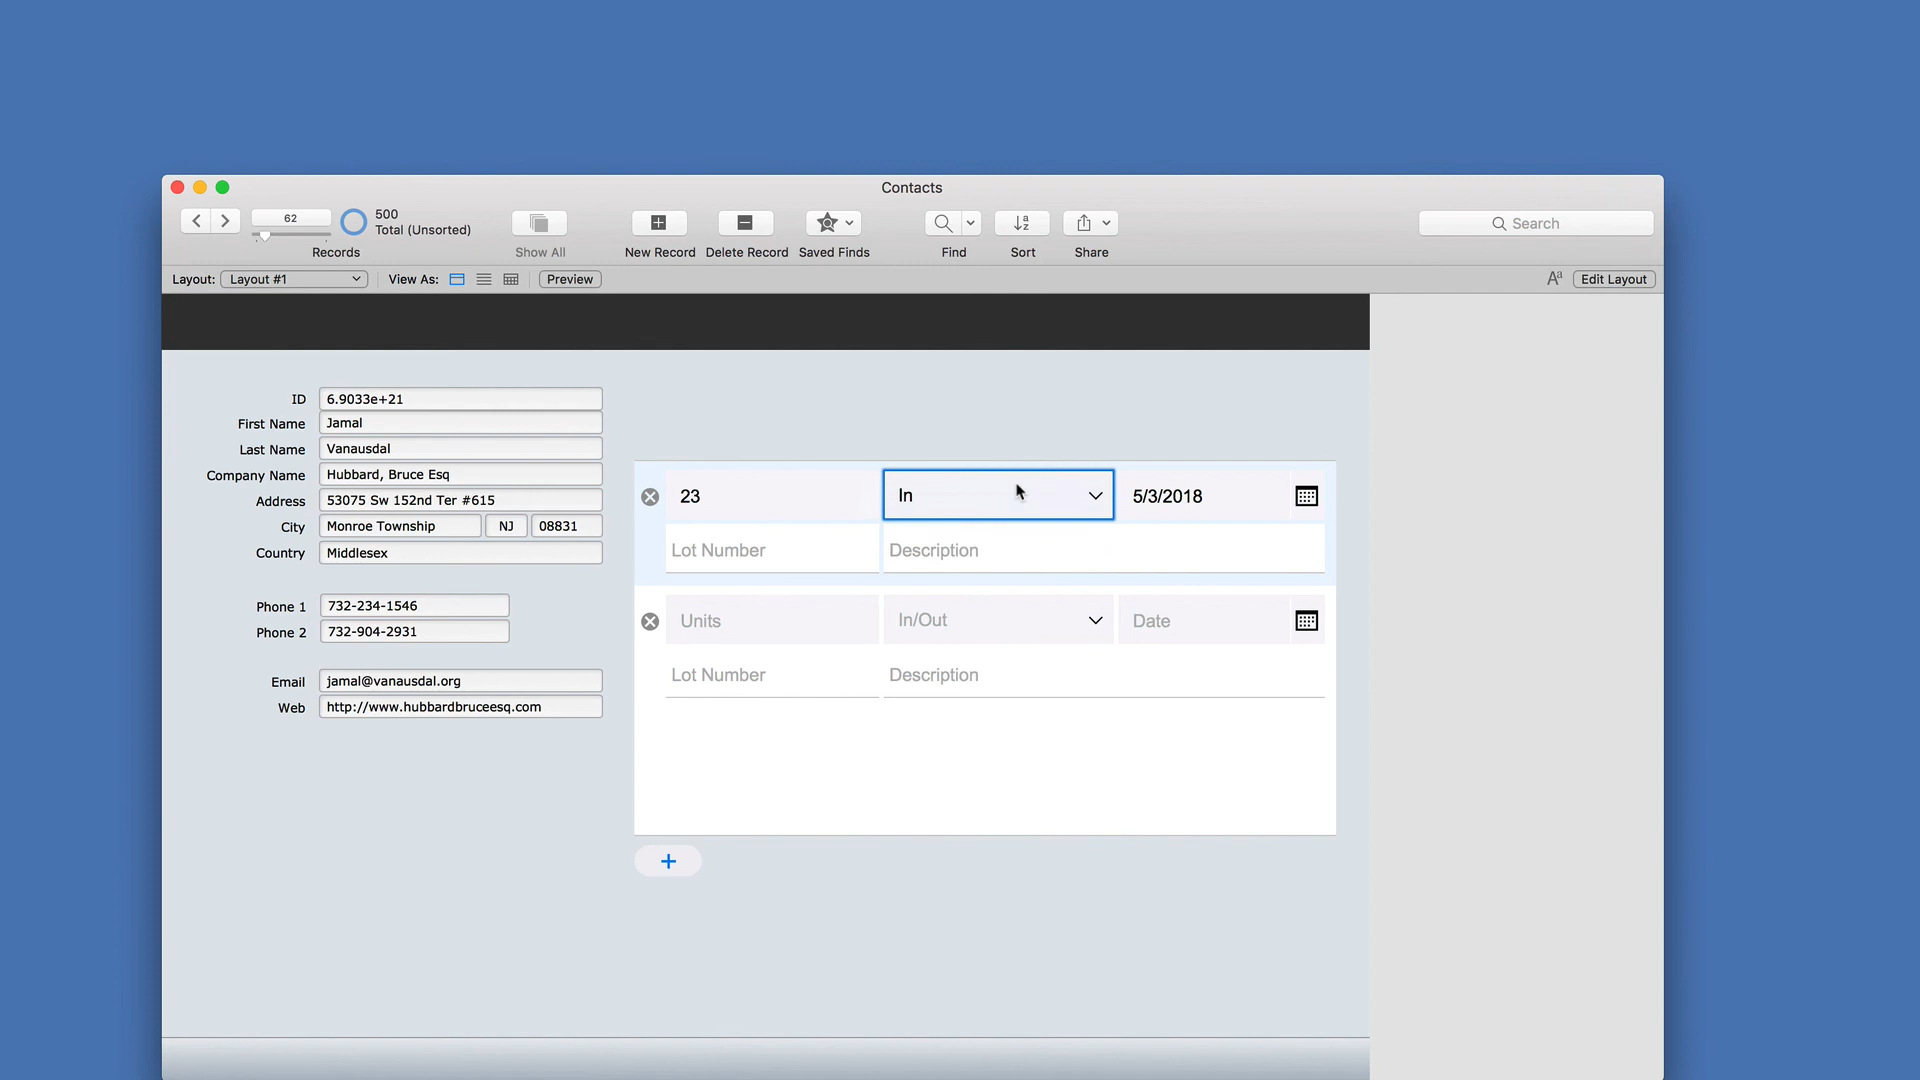 Contacts
62
500
Total (Unsorted)
Records
Show All
New Record
Delete Record
Saved Finds
Find
Sort
Share
Search
Layout: Layout #1
View As:
Preview
Aa
Edit Layout
ID 6.9033e+21
First Name Jamal
Last Name Vanausdal
Company Name Hubbard, Bruce Esq
Address 53075 Sw 152nd Ter #615
City Monroe Township NJ 08831
Country Middlesex
Phone 1 732-234-1546
Phone 2 732-904-2931
Email jamal@vanausdal.org
Web http://www.hubbardbruceesq.com
23 In 5/3/2018
Lot Number Description
Units In/Out Date
Lot Number Description